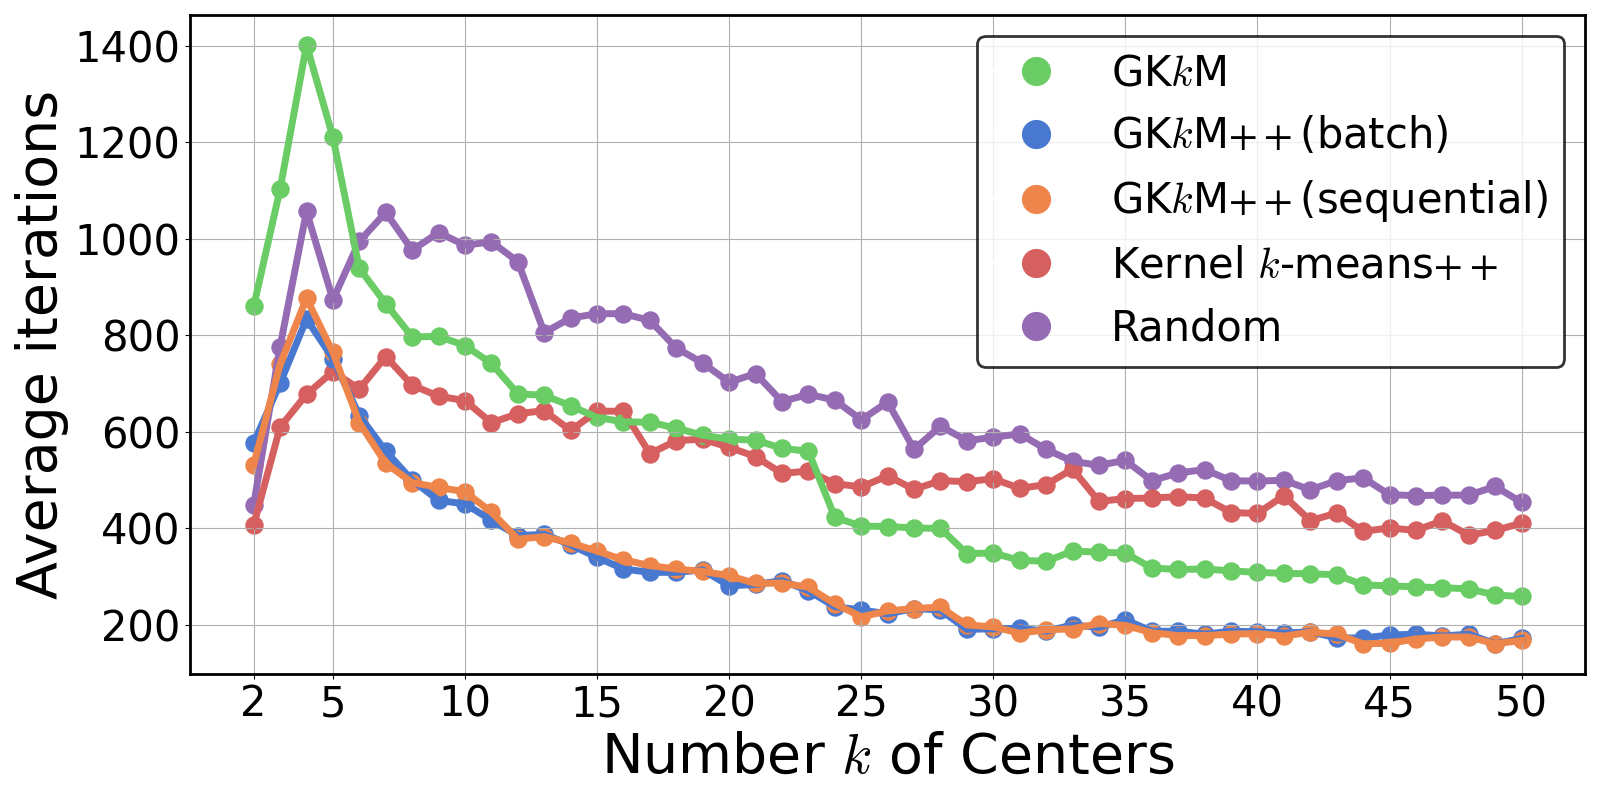 Average iterations
1400
1200
1000
800
600
400
200
GKkM
GKkM++(batch)
GKkM++(sequential)
Kernel k-means++
Random
2 5 10 15 20 25 30 35 40 45 50
Number k of Centers